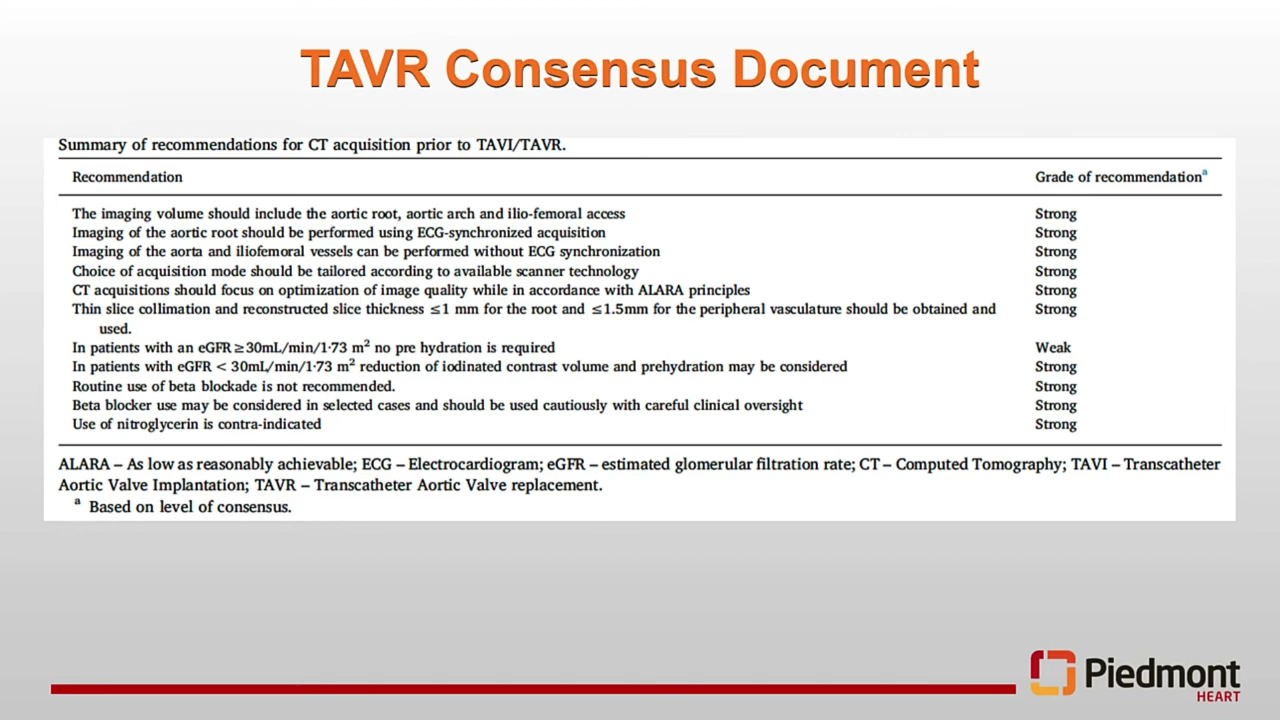 TAVR Consensus Document
Summary of recommendations for CT acquisition prior to TAVI/TAVR.
Recommendation Grade of recommendationᵃ
The imaging volume should include the aortic root, aortic arch and ilio-femoral access Strong
Imaging of the aortic root should be performed using ECG-synchronized acquisition Strong
Imaging of the aorta and iliofemoral vessels can be performed without ECG synchronization Strong
Choice of acquisition mode should be tailored according to available scanner technology Strong
CT acquisitions should focus on optimization of image quality while in accordance with ALARA principles Strong
Thin slice collimation and reconstructed slice thickness ≤1 mm for the root and ≤1.5mm for the peripheral vasculature should be obtained and Strong
used.
In patients with an eGFR≥30mL/min/1·73 m² no pre hydration is required Weak
In patients with eGFR < 30mL/min/1·73 m² reduction of iodinated contrast volume and prehydration may be considered Strong
Routine use of beta blockade is not recommended. Strong
Beta blocker use may be considered in selected cases and should be used cautiously with careful clinical oversight Strong
Use of nitroglycerin is contra-indicated Strong
ALARA – As low as reasonably achievable; ECG – Electrocardiogram; eGFR – estimated glomerular filtration rate; CT – Computed Tomography; TAVI – Transcatheter
Aortic Valve Implantation; TAVR – Transcatheter Aortic Valve replacement.
ᵃ Based on level of consensus.
Piedmont
HEART